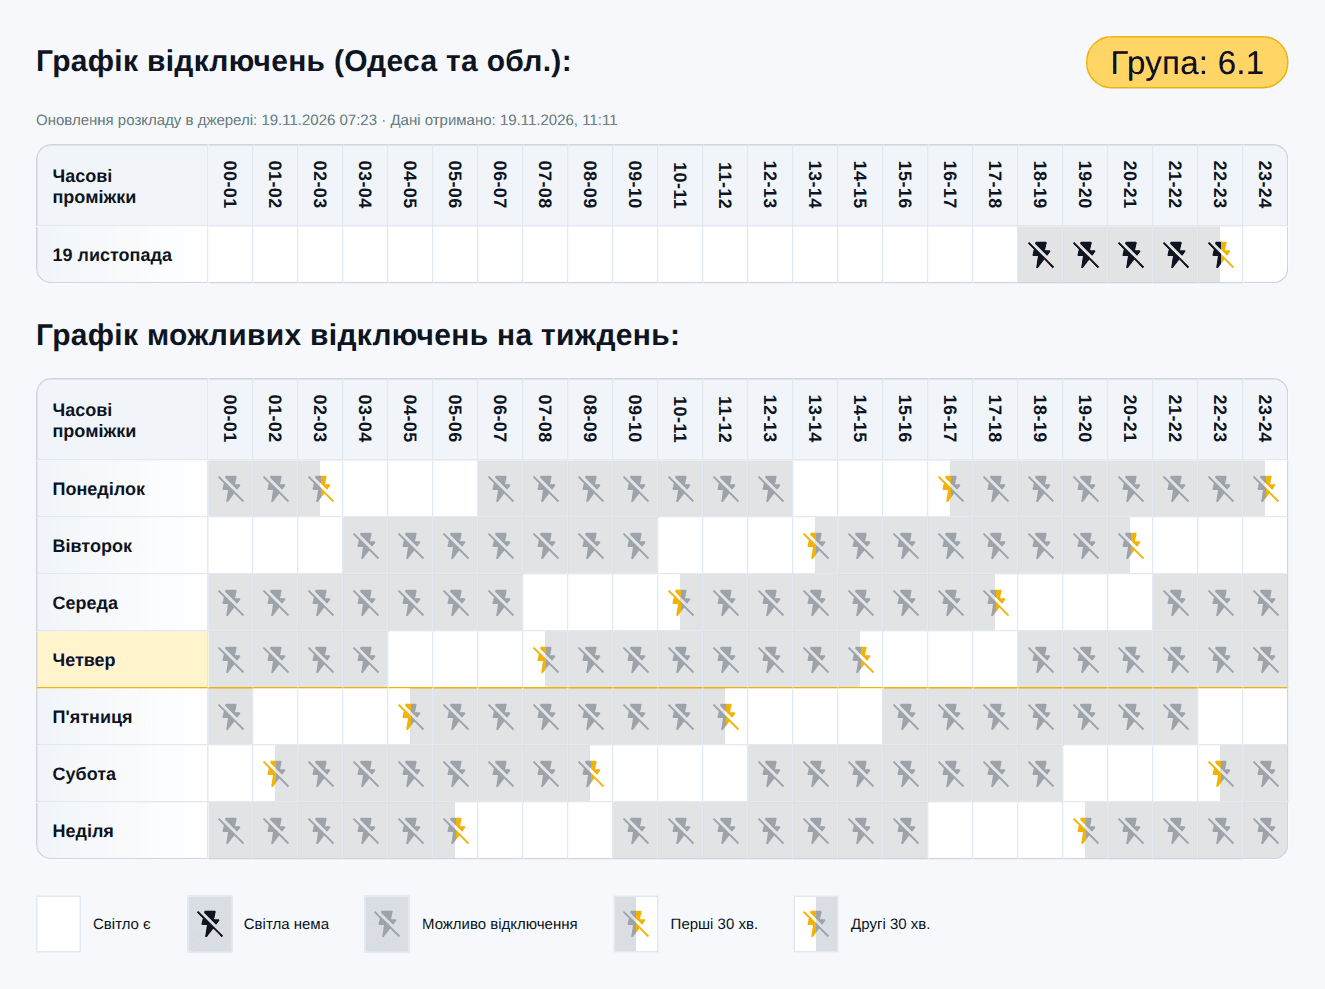 Графік відключень (Одеса та обл.):
Група: 6.1
Оновлення розкладу в джерелі: 19.11.2026 07:23 · Дані отримано: 19.11.2026, 11:11
Часові
проміжки
00-01 01-02 02-03 03-04 04-05 05-06 06-07 07-08 08-09 09-10 10-11 11-12 12-13 13-14 14-15 15-16 16-17 17-18 18-19 19-20 20-21 21-22 22-23 23-24
19 листопада
Графік можливих відключень на тиждень:
Часові
проміжки
00-01 01-02 02-03 03-04 04-05 05-06 06-07 07-08 08-09 09-10 10-11 11-12 12-13 13-14 14-15 15-16 16-17 17-18 18-19 19-20 20-21 21-22 22-23 23-24
Понеділок
Вівторок
Середа
Четвер
П'ятниця
Субота
Неділя
Світло є
Світла нема
Можливо відключення
Перші 30 хв.
Другі 30 хв.